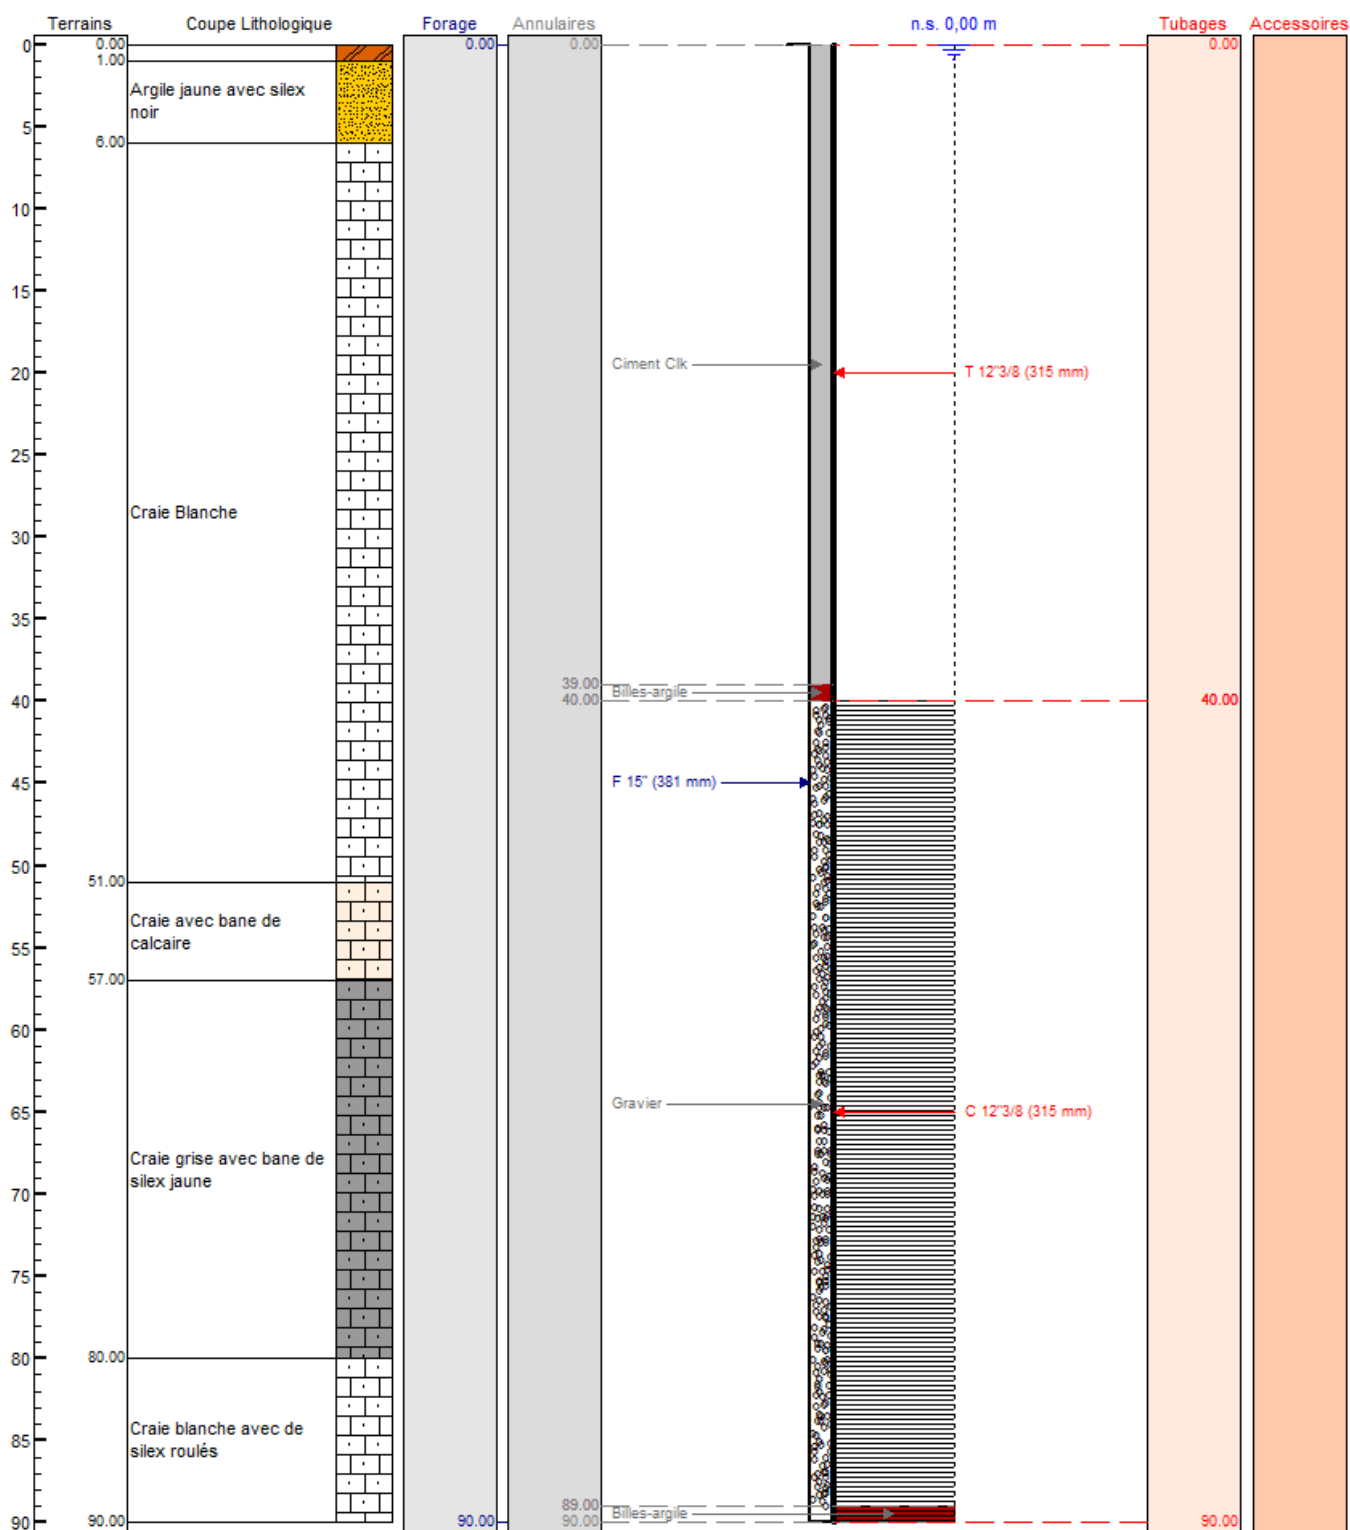 Terrains Coupe Lithologique Forage Annulaires n.s. 0,00 m Tubages Accessoires
0 0.00 0.00 0.00 0.00
1.00
Argile jaune avec silex
noir
5
6.00
10
15
Ciment Clk
20 T 12"3/8 (315 mm)
25
Craie Blanche
30
35
39.00
Billes-argile
40 40.00 40.00
45 F 15" (381 mm)
50
51.00
Craie avec bane de
calcaire
55
57.00
60
Gravier
65 C 12"3/8 (315 mm)
Craie grise avec bane de
silex jaune
70
75
80 80.00
Craie blanche avec de
silex roulés
85
89.00
Billes-argile
90 90.00 90.00 90.00 90.00